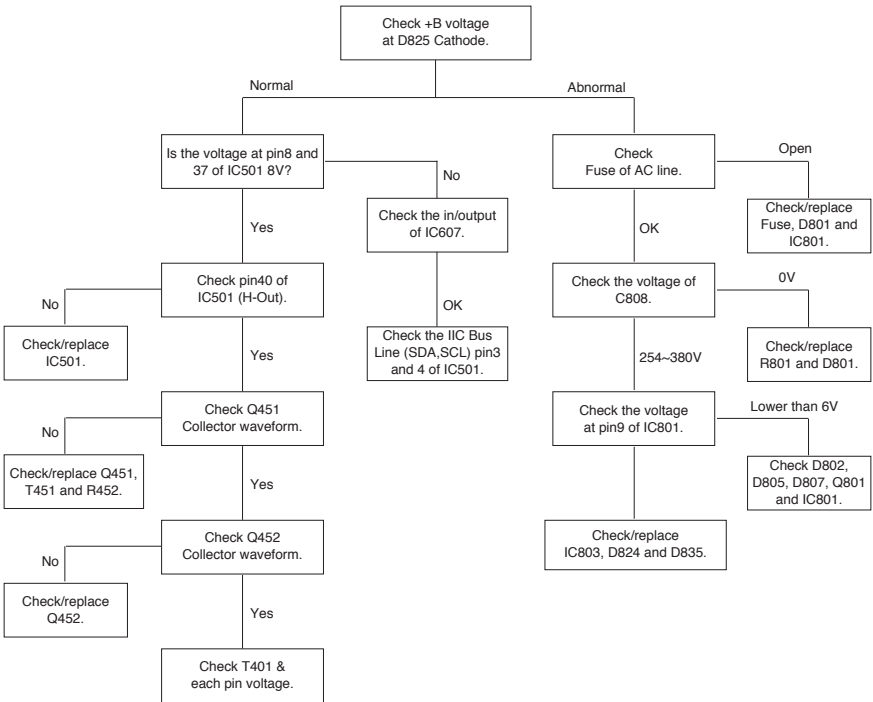 Check +B voltage
at D825 Cathode.
Normal
Abnormal
Is the voltage at pin8 and
37 of IC501 8V?
No
Check
Fuse of AC line.
Open
Check the in/output
of IC607.
Check/replace
Fuse, D801 and
IC801.
Yes
OK
Check pin40 of
IC501 (H-Out).
No
Check the voltage of
C808.
0V
OK
Check/replace
IC501.
Check the IIC Bus
Line (SDA,SCL) pin3
and 4 of IC501.
Check/replace
R801 and D801.
Yes
254~380V
Check Q451
Collector waveform.
No
Check the voltage
at pin9 of IC801.
Lower than 6V
Check/replace Q451,
T451 and R452.
Check D802,
D805, D807, Q801
and IC801.
Yes
Check Q452
Collector waveform.
No
Check/replace
IC803, D824 and D835.
Check/replace
Q452.
Yes
Check T401 &
each pin voltage.